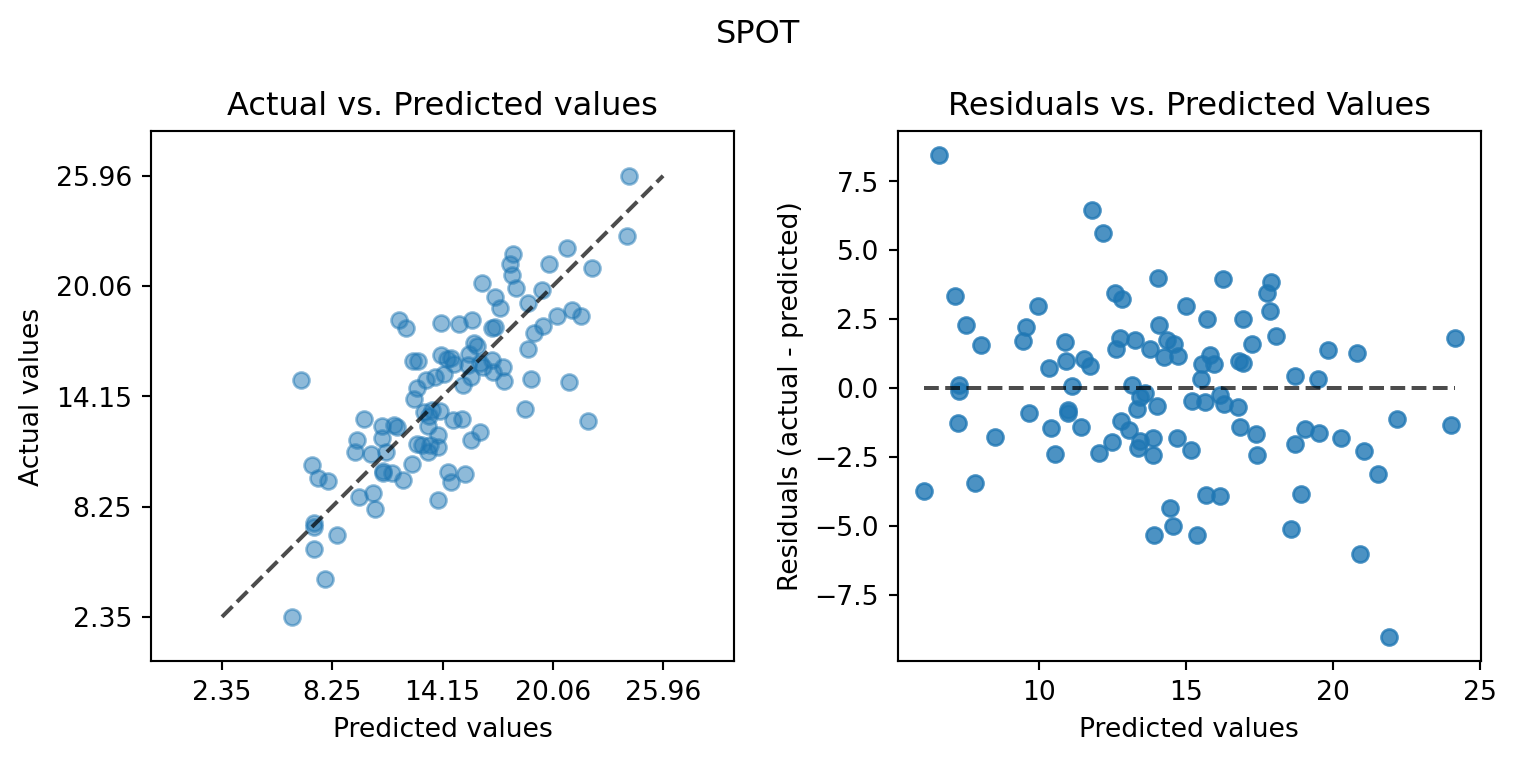 SPOT
Actual vs. Predicted values
Actual values
25.96
20.06
14.15
8.25
2.35
2.35 8.25 14.15 20.06 25.96
Predicted values
Residuals vs. Predicted Values
Residuals (actual - predicted)
7.5
5.0
2.5
0.0
−2.5
−5.0
−7.5
10 15 20 25
Predicted values